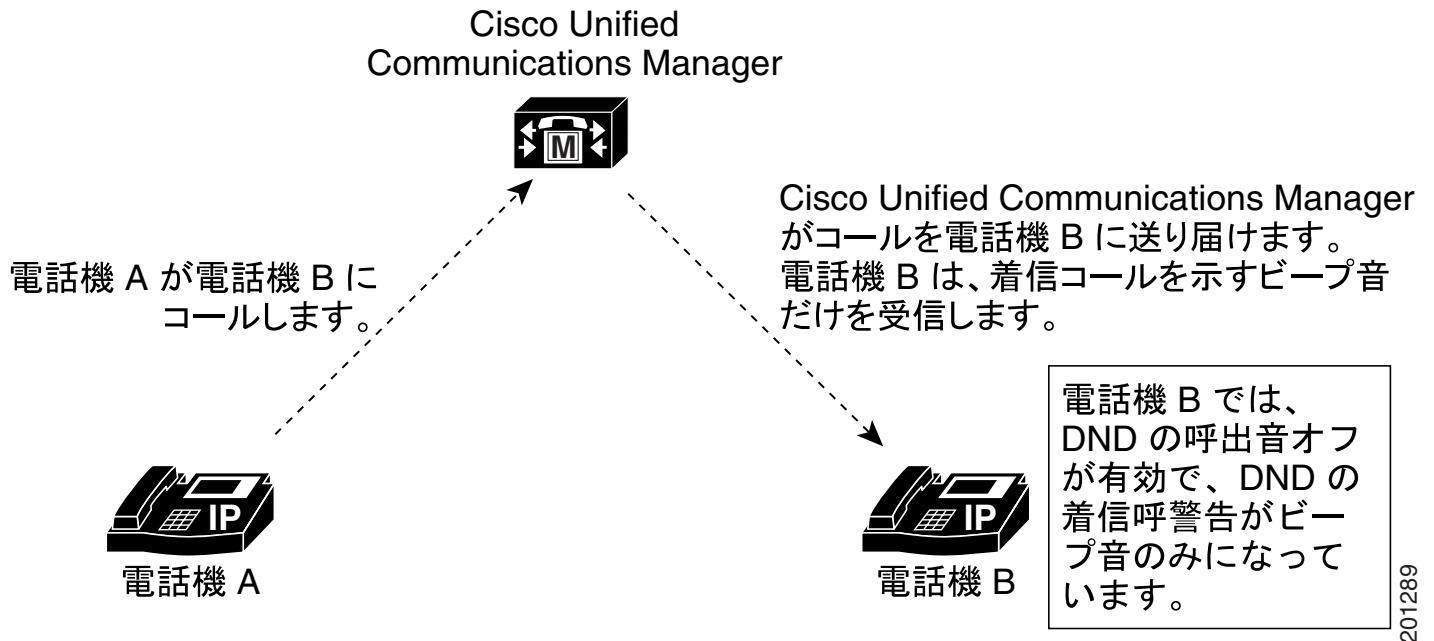 Cisco Unified
Communications Manager
M
Cisco Unified Communications Manager
がコールを電話機 B に送り届けます。
電話機 B は、着信コールを示すビープ音
だけを受信します。
電話機 A が電話機 B に
コールします。
電話機 B では、
DND の呼出音オフ
が有効で、DND の
着信呼警告がビー
プ音のみになって
います。
IP
電話機 A
IP
電話機 B
201289